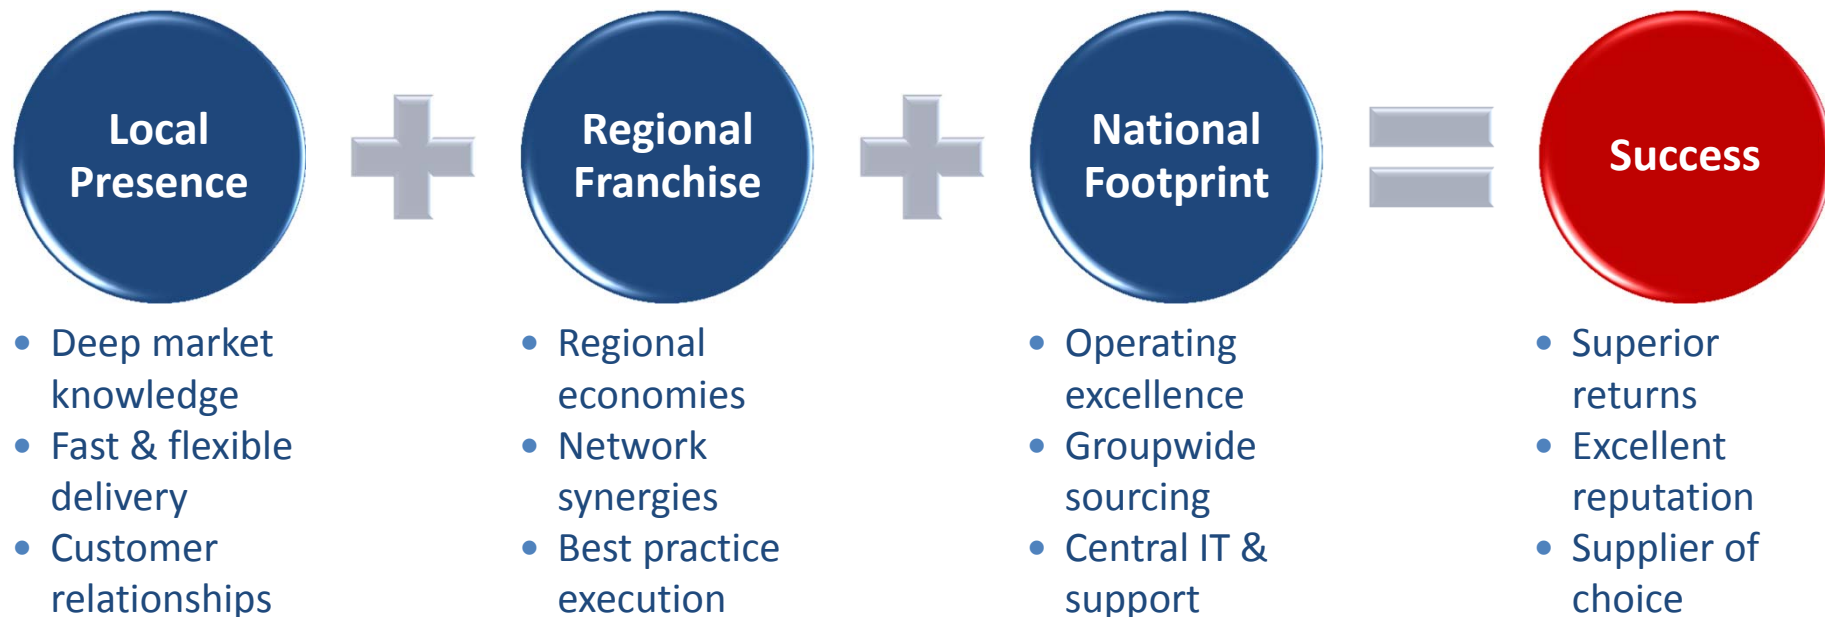 Local
Presence
Regional
Franchise
National
Footprint
Success
• Deep market
knowledge
• Fast & flexible
delivery
• Customer
relationships
• Regional
economies
• Network
synergies
• Best practice
execution
• Operating
excellence
• Groupwide
sourcing
• Central IT &
support
• Superior
returns
• Excellent
reputation
• Supplier of
choice